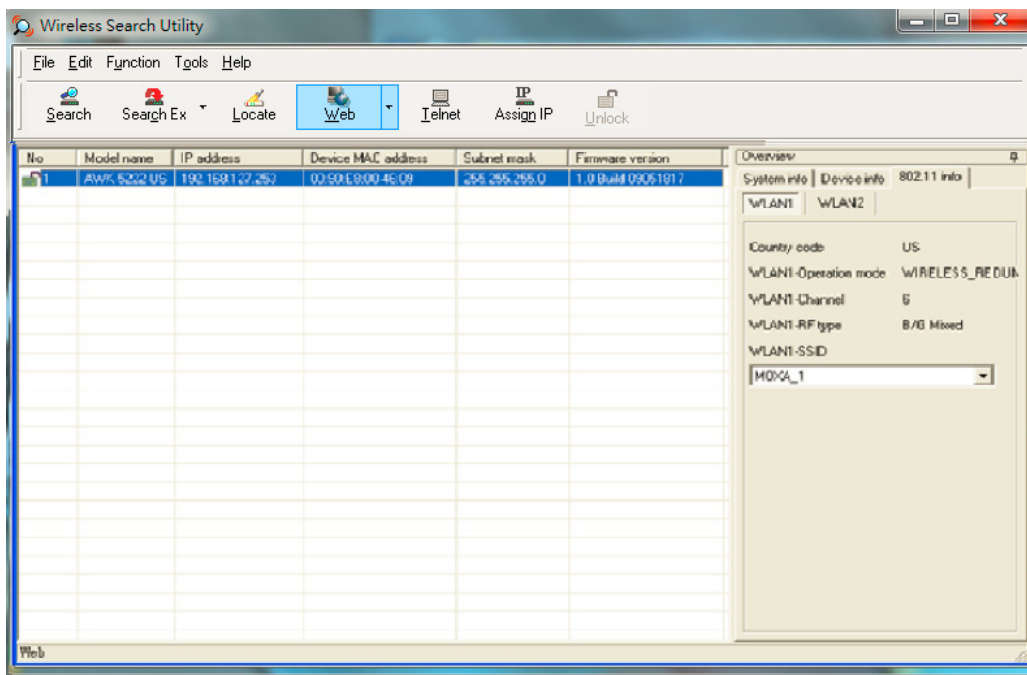 Wireless Search Utility
File Edit Function Tools Help
Search Search Ex Locate Web Telnet Assign IP Unlock
IP
No Model name IP address Device MAC address Subnet mask Firmware version
1 AWK-5222-US 192.168.127.253 00:90:E8:00:46:09 255.255.255.0 1.0 Build 09051817
Overview
System info Device info 802.11 info
WLAN1 WLAN2
Country code US
WLAN1-Operation mode WIRELESS_REDUN
WLAN1-Channel 6
WLAN1-RF type B/G Mixed
WLAN1-SSID
MOXA_1
Web